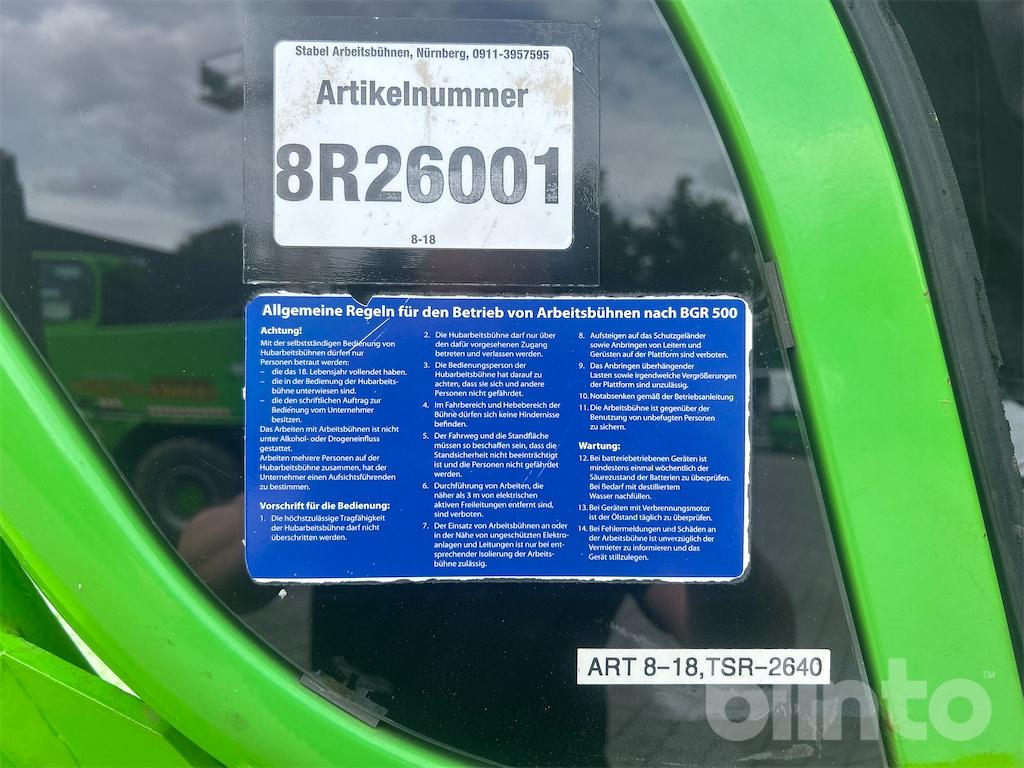 Stabel Arbeitsbühnen, Nürnberg, 0911-3957595
Artikelnummer
8R26001
8-18
Allgemeine Regeln für den Betrieb von Arbeitsbühnen nach BGR 500
Achtung!
Mit der selbstständigen Bedienung von
Hubarbeitsbühnen dürfen nur
Personen betraut werden:
– die das 18. Lebensjahr vollendet haben.
– die in der Bedienung der Hubarbeits-
bühne unterwiesen sind.
– die den schriftlichen Auftrag zur
Bedienung vom Unternehmer
besitzen.
Das Arbeiten mit Arbeitsbühnen ist nicht
unter Alkohol- oder Drogeneinfluss
gestattet.
Arbeiten mehrere Personen auf der
Hubarbeitsbühne zusammen, hat der
Unternehmer einen Aufsichtsführenden
zu bestimmen.
Vorschrift für die Bedienung:
1. Die höchstzulässige Tragfähigkeit
der Hubarbeitsbühne darf nicht
überschritten werden.
2. Die Hubarbeitsbühne darf nur über
den dafür vorgesehenen Zugang
betreten und verlassen werden.
3. Die Bedienungsperson der
Hubarbeitsbühne hat darauf zu
achten, dass sie sich und andere
Personen nicht gefährdet.
4. Im Fahrbereich und Hebebereich der
Bühne dürfen sich keine Hindernisse
befinden.
5. Der Fahrweg und die Standfläche
müssen so beschaffen sein, dass die
Standsicherheit nicht beeinträchtigt
ist und die Personen nicht gefährdet
werden.
6. Durchführung von Arbeiten, die
näher als 3 m von elektrischen
aktiven Freileitungen entfernt sind,
sind verboten.
7. Der Einsatz von Arbeitsbühnen an oder
in der Nähe von ungeschützten Elektro-
anlagen und Leitungen ist nur bei ent-
sprechender Isolierung der Arbeits-
bühne zulässig.
8. Aufsteigen auf das Schutzgeländer
sowie Anbringen von Leitern und
Gerüsten auf der Plattform sind verboten.
9. Das Anbringen überhängender
Lasten sowie irgendwelche Vergrößerungen
der Plattform sind unzulässig.
10. Notabsenken gemäß der Betriebsanleitung
11. Die Arbeitsbühne ist gegenüber der
Benutzung von unbefugten Personen
zu sichern.
Wartung:
12. Bei batteriebetriebenen Geräten ist
mindestens einmal wöchentlich der
Säurezustand der Batterien zu überprüfen.
Bei Bedarf mit destilliertem
Wasser nachfüllen.
13. Bei Geräten mit Verbrennungsmotor
ist der Ölstand täglich zu überprüfen.
14. Bei Fehlermeldungen und Schäden an
der Arbeitsbühne ist unverzüglich der
Vermieter zu informieren und das
Gerät stillzulegen.
ART 8-18,TSR-2640
blinto™